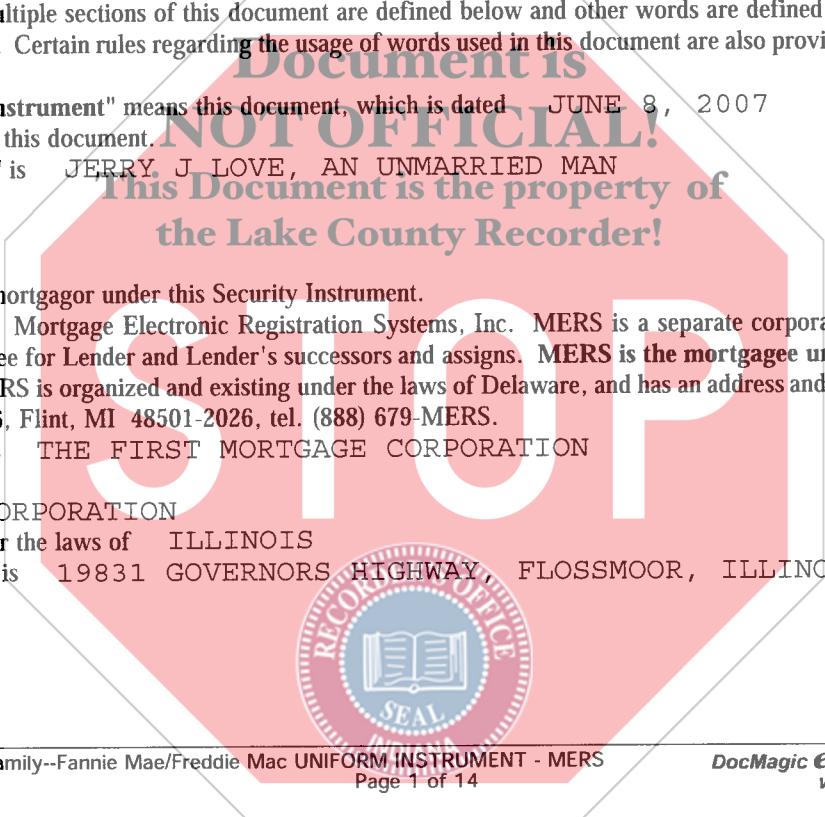 ultiple sections of this document are defined below and other words are defined
Certain rules regarding the usage of words used in this document are also provi
Document is
nstrument" means this document, which is dated JUNE 8, 2007
NOT OFFICIAL!
this document.
is JERRY J LOVE, AN UNMARRIED MAN
This Document is the property of
the Lake County Recorder!
ortgagor under this Security Instrument.
Mortgage Electronic Registration Systems, Inc. MERS is a separate corpora
ee for Lender and Lender's successors and assigns. MERS is the mortgagee un
RS is organized and existing under the laws of Delaware, and has an address and
, Flint, MI 48501-2026, tel. (888) 679-MERS.
STOP
THE FIRST MORTGAGE CORPORATION
ORPORATION
r the laws of ILLINOIS
is 19831 GOVERNORS HIGHWAY, FLOSSMOOR, ILLINO
RECORDER'S OFFICE
SEAL
INDIANA
amily--Fannie Mae/Freddie Mac UNIFORM INSTRUMENT - MERS
DocMagic
Page 1 of 14